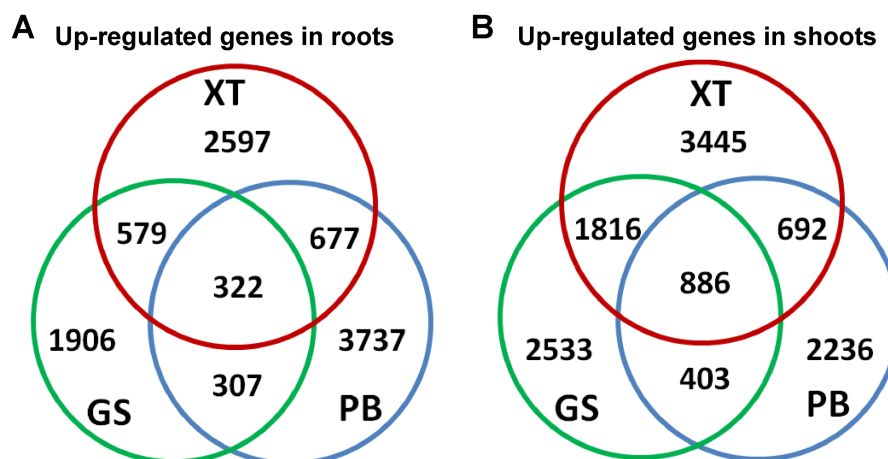 A Up-regulated genes in roots
XT
2597
579
677
322
1906
3737
307
GS
PB
B Up-regulated genes in shoots
XT
3445
1816
692
886
2533
2236
403
GS
PB